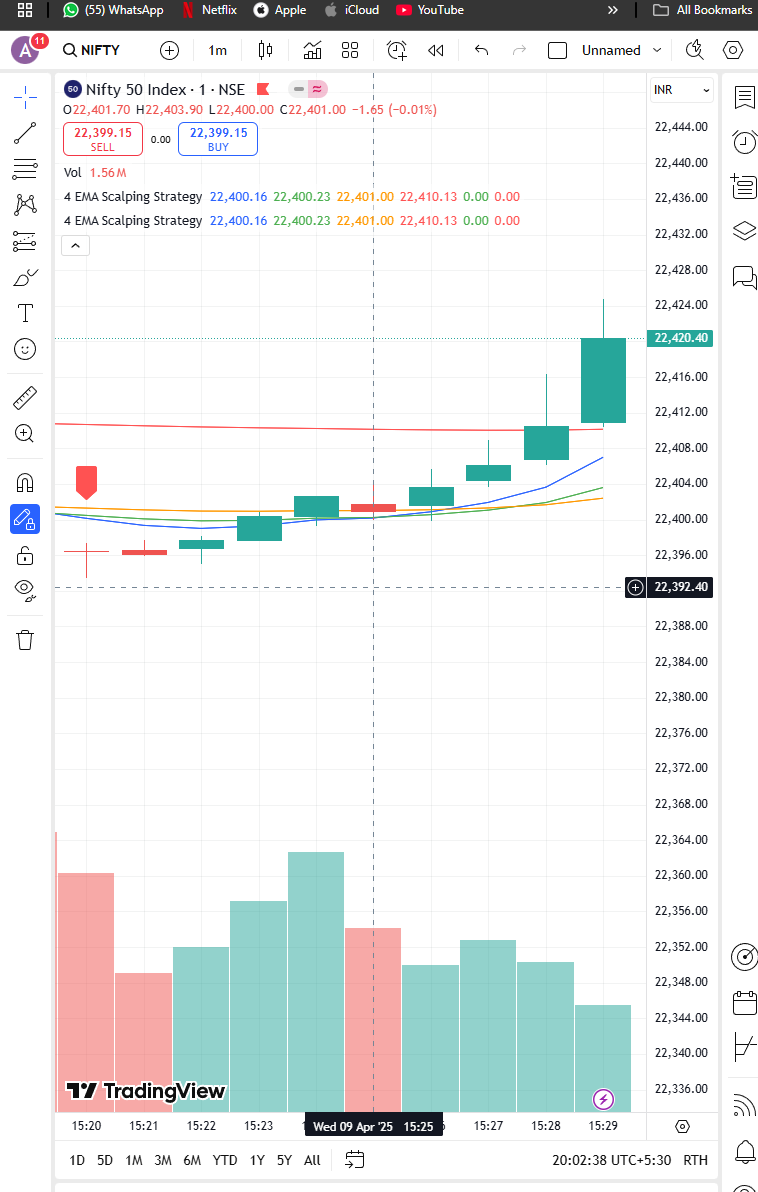 (55) WhatsApp Netflix Apple iCloud YouTube » All Bookmarks
A 11 NIFTY 1m Unnamed
50 Nifty 50 Index · 1 · NSE INR
O22,401.70 H22,403.90 L22,400.00 C22,401.00 −1.65 (−0.01%)
22,399.15 SELL 0.00 22,399.15 BUY
Vol 1.56M
4 EMA Scalping Strategy 22,400.16 22,400.23 22,401.00 22,410.13 0.00 0.00
4 EMA Scalping Strategy 22,400.16 22,400.23 22,401.00 22,410.13 0.00 0.00
22,444.00
22,440.00
22,436.00
22,432.00
22,428.00
22,424.00
22,420.40
22,416.00
22,412.00
22,408.00
22,404.00
22,400.00
22,396.00
22,392.40
22,388.00
22,384.00
22,380.00
22,376.00
22,372.00
22,368.00
22,364.00
22,360.00
22,356.00
22,352.00
22,348.00
22,344.00
22,340.00
22,336.00
TradingView
15:20 15:21 15:22 15:23 Wed 09 Apr '25 15:25 15:27 15:28 15:29
1D 5D 1M 3M 6M YTD 1Y 5Y All 20:02:38 UTC+5:30 RTH